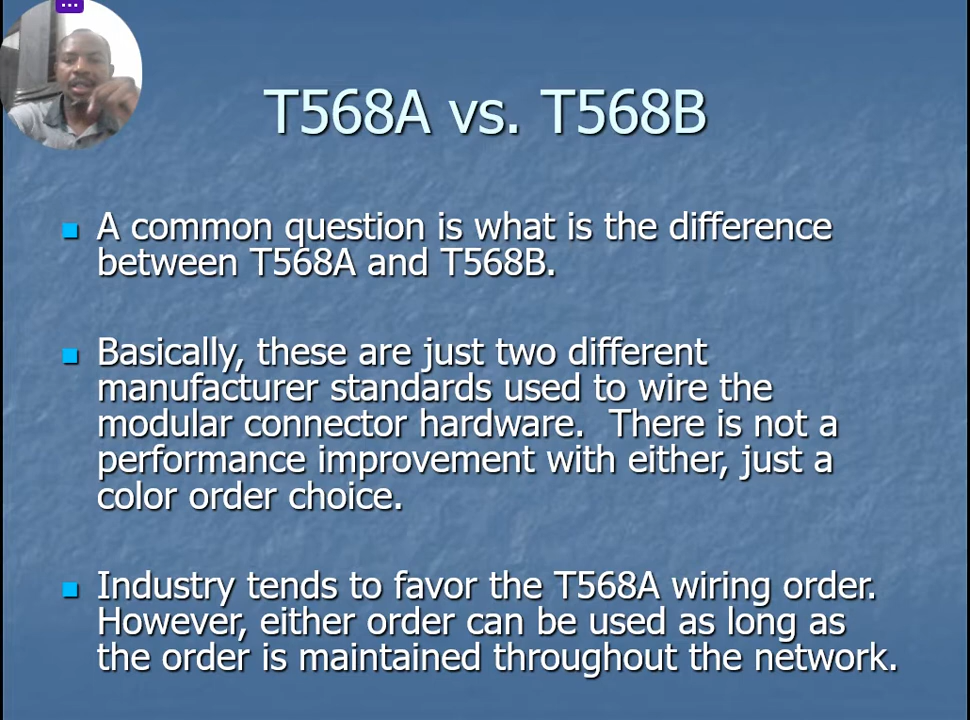 T568A vs. T568B
A common question is what is the difference
between T568A and T568B.
Basically, these are just two different
manufacturer standards used to wire the
modular connector hardware.  There is not a
performance improvement with either, just a
color order choice.
Industry tends to favor the T568A wiring order.
However, either order can be used as long as
the order is maintained throughout the network.